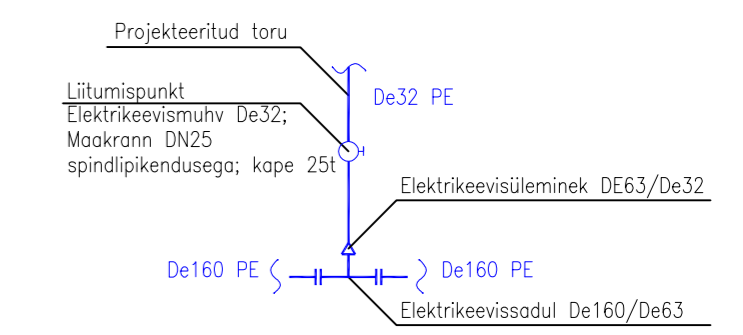 Projekteeritud toru
De32 PE
Liitumispunkt
Elektrikeevismuhv De32;
Maakrann DN25
spindlipikendusega; kape 25t
Elektrikeevisüleminek DE63/De32
De160 PE
De160 PE
Elektrikeevissadul De160/De63